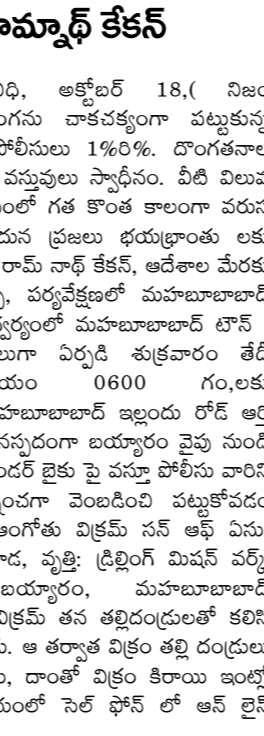 మ్నాథ్ కేకన్
అక్టోబర్ 18,( నిజం
చాకచక్యంగా పట్టుకున్న
పోలీసులు 1%రి%. దొంగతనాల
వస్తువులు స్వాధీనం. వీటి విలువ
లో గత కొంత కాలంగా వరుస
ప్రజలు భయభ్రాంతు లకు
రామ్ నాథ్ కేకన్, ఆదేశాల మేరకు
పర్యవేక్షణలో మహబూబాబాద్
మహబూబాబాద్ టౌన్
ఏర్పడి శుక్రవారం తేదీ
యం 0600 గం,లకు
హబూబాబాద్ ఇల్లందు రోడ్ ఆర్తి
నస్పదంగా బయ్యారం వైపు నుండి
డర్ బైకు పై వస్తూ పోలీసు వారిని
వెంబడించి పట్టుకోవడం
ఆంగోతు విక్రమ్ సన్ ఆఫ్ ఏసు
డ, వృత్తి: డ్రిల్లింగ్ మిషన్ వర్క్
బయ్యారం, మహబూబాబాద్
విక్రమ్ తన తల్లిదండ్రులతో కలిసి
ు. ఆ తర్వాత విక్రం తల్లి దండ్రులు
దాంతో విక్రం కిరాయి ఇంట్లో
లో సెల్ ఫోన్ లో ఆన్ లైన్